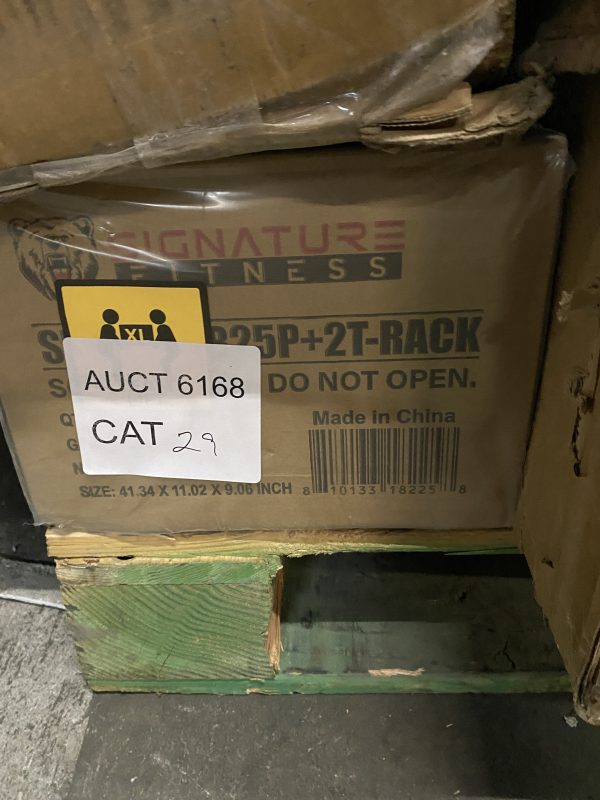 SIGNATURE
FITNESS
XL
S 325P+2T-RACK
AUCT 6168
DO NOT OPEN.
CAT 29
Made in China
SIZE: 41.34 X 11.02 X 9.06 INCH
8 10133 18225 8